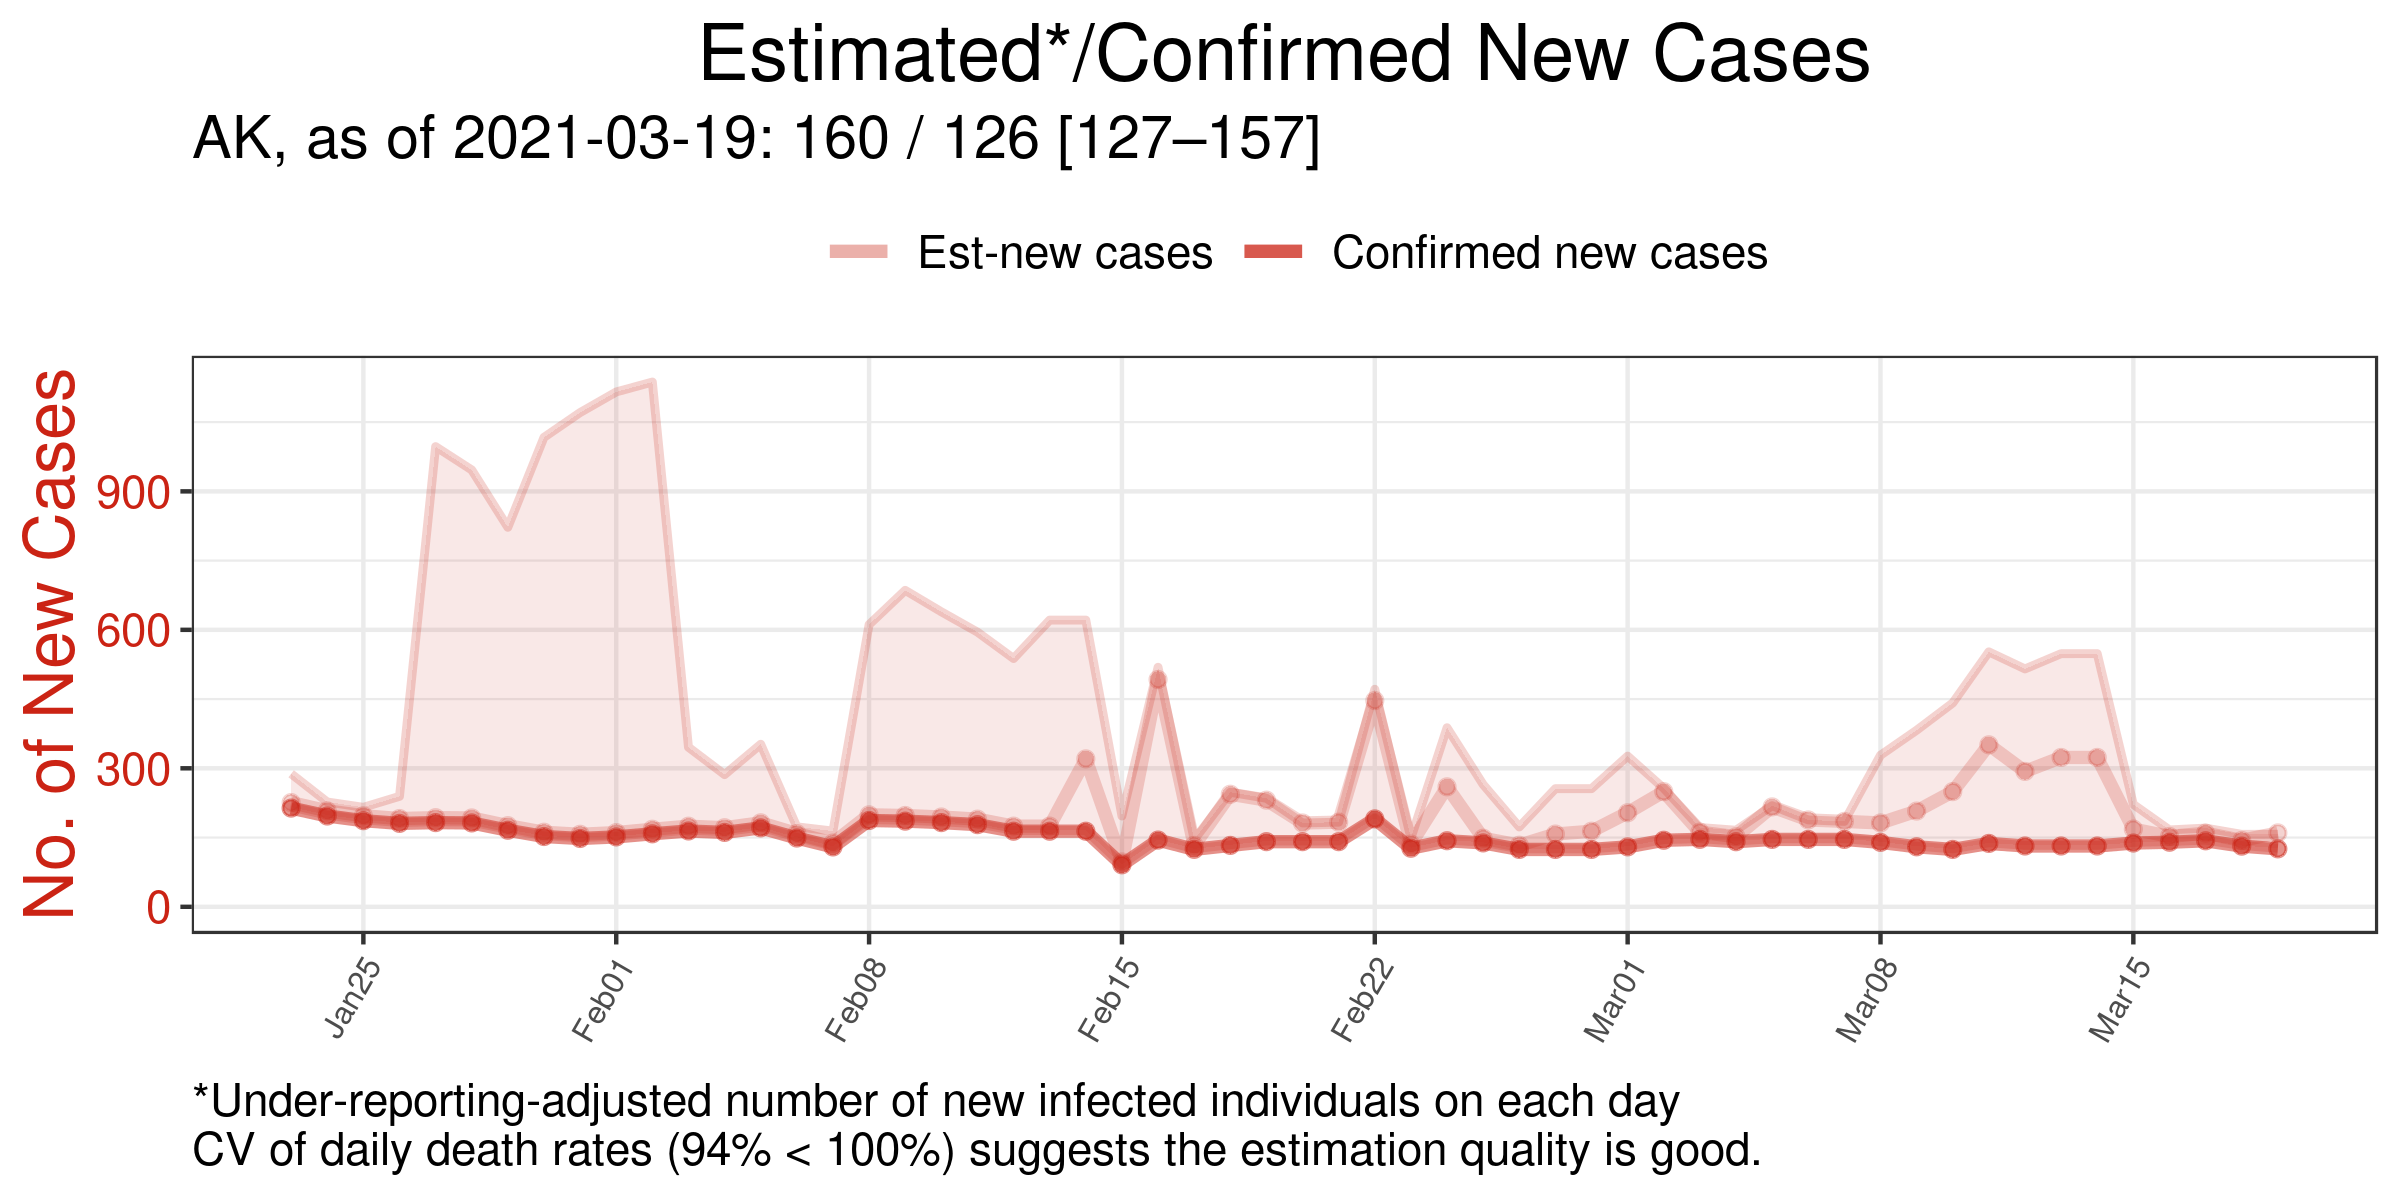 Estimated*/Confirmed New Cases
AK, as of 2021-03-19: 160 / 126 [127–157]
Est-new cases Confirmed new cases
No. of New Cases
900
600
300
0
Jan25 Feb01 Feb08 Feb15 Feb22 Mar01 Mar08 Mar15
*Under-reporting-adjusted number of new infected individuals on each day
CV of daily death rates (94% < 100%) suggests the estimation quality is good.